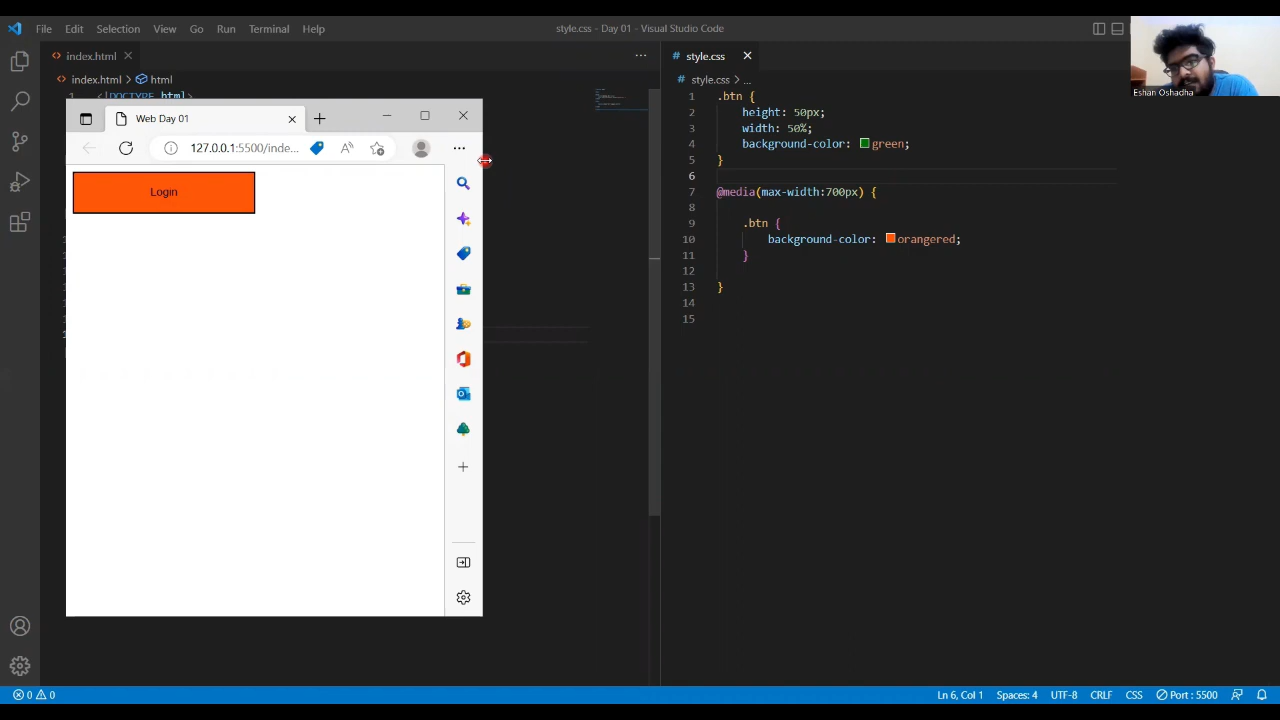 File Edit Selection View Go Run Terminal Help
style.css - Day 01 - Visual Studio Code
index.html
index.html > html
1 <!DOCTYPE html>
Web Day 01
127.0.0.1:5500/inde...
Login
style.css
style.css > ...
1 .btn {
2 height: 50px;
3 width: 50%;
4 background-color: green;
5 }
6
7 @media(max-width:700px) {
8
9 .btn {
10 background-color: orangered;
11 }
12
13 }
14
15
Eshan Oshadha
0 0
Ln 6, Col 1 Spaces: 4 UTF-8 CRLF CSS Port : 5500